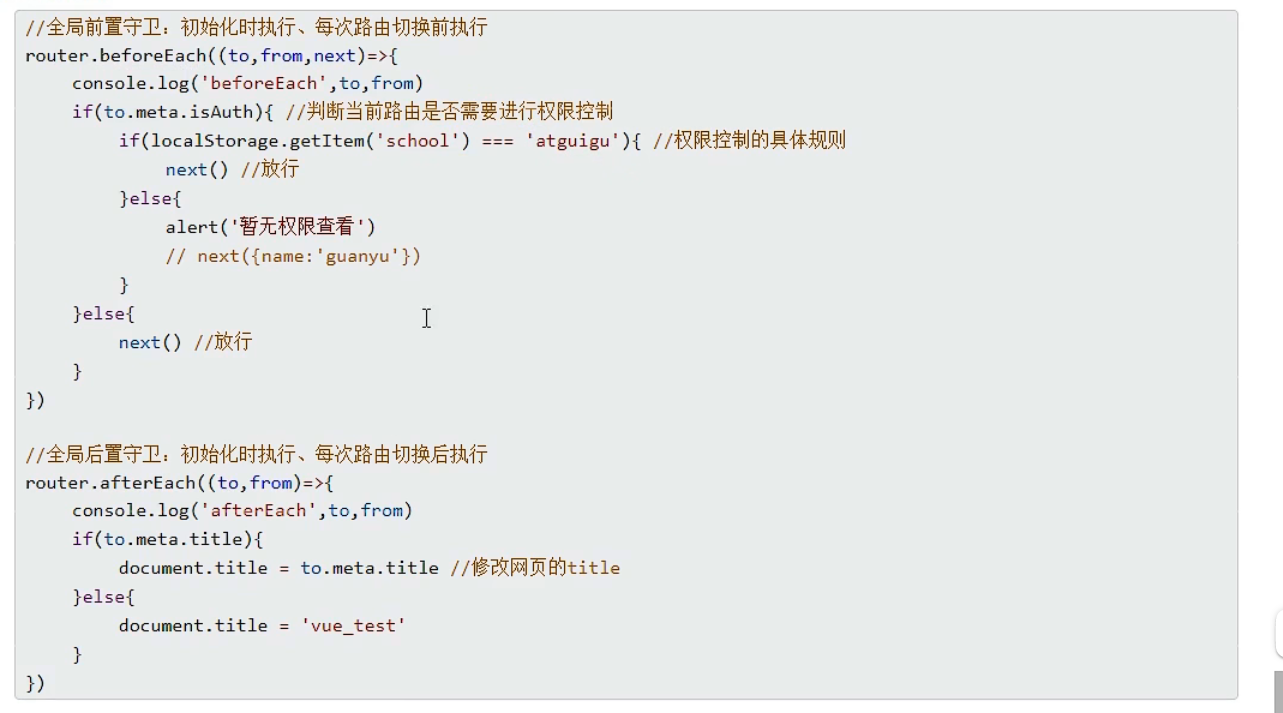 //全局前置守卫：初始化时执行、每次路由切换前执行
router.beforeEach((to,from,next)=>{
    console.log('beforeEach',to,from)
    if(to.meta.isAuth){ //判断当前路由是否需要进行权限控制
        if(localStorage.getItem('school') === 'atguigu'){ //权限控制的具体规则
            next() //放行
        }else{
            alert('暂无权限查看')
            // next({name:'guanyu'})
        }
    }else{
        next() //放行
    }
})

//全局后置守卫：初始化时执行、每次路由切换后执行
router.afterEach((to,from)=>{
    console.log('afterEach',to,from)
    if(to.meta.title){
        document.title = to.meta.title //修改网页的title
    }else{
        document.title = 'vue_test'
    }
})